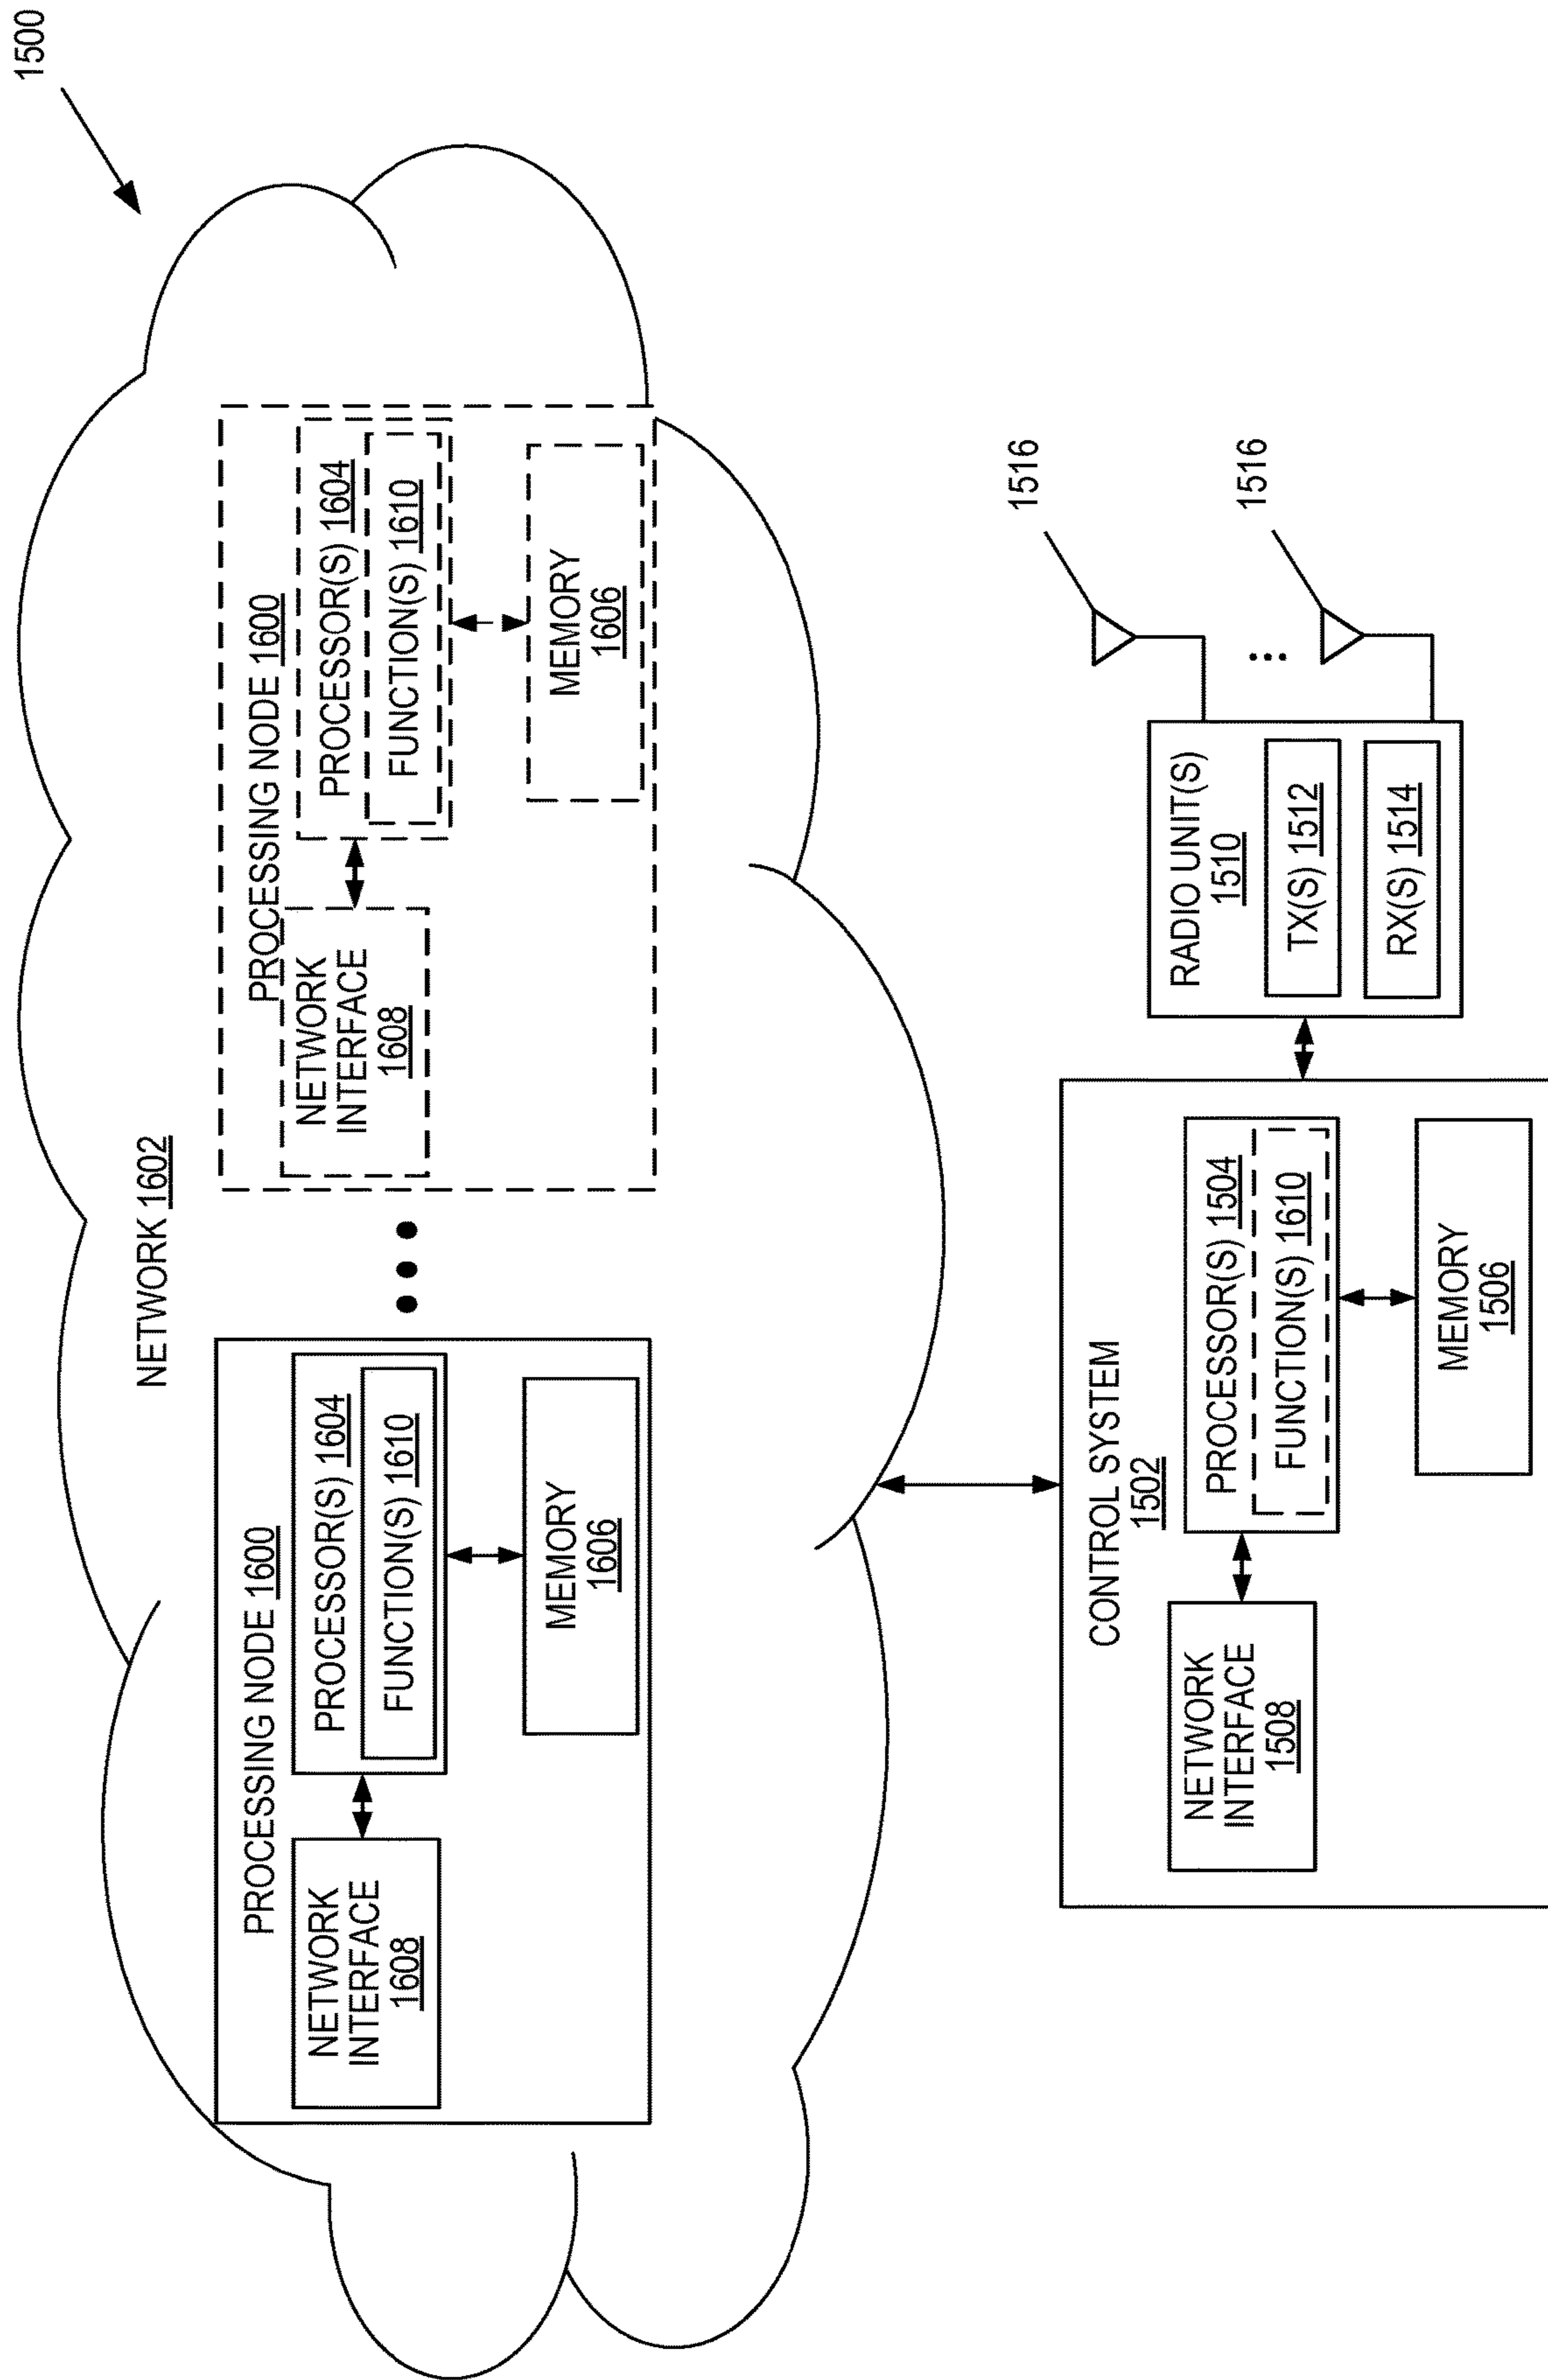 1500
NETWORK 1602
PROCESSING NODE 1600
NETWORK
INTERFACE
1608
PROCESSOR(S) 1604
FUNCTION(S) 1610
MEMORY
1606
PROCESSING NODE 1600
NETWORK
INTERFACE
1608
PROCESSOR(S) 1604
FUNCTION(S) 1610
MEMORY
1606
CONTROL SYSTEM
1502
NETWORK
INTERFACE
1508
PROCESSOR(S) 1504
FUNCTION(S) 1610
MEMORY
1506
RADIO UNIT(S)
1510
TX(S) 1512
RX(S) 1514
1516
1516